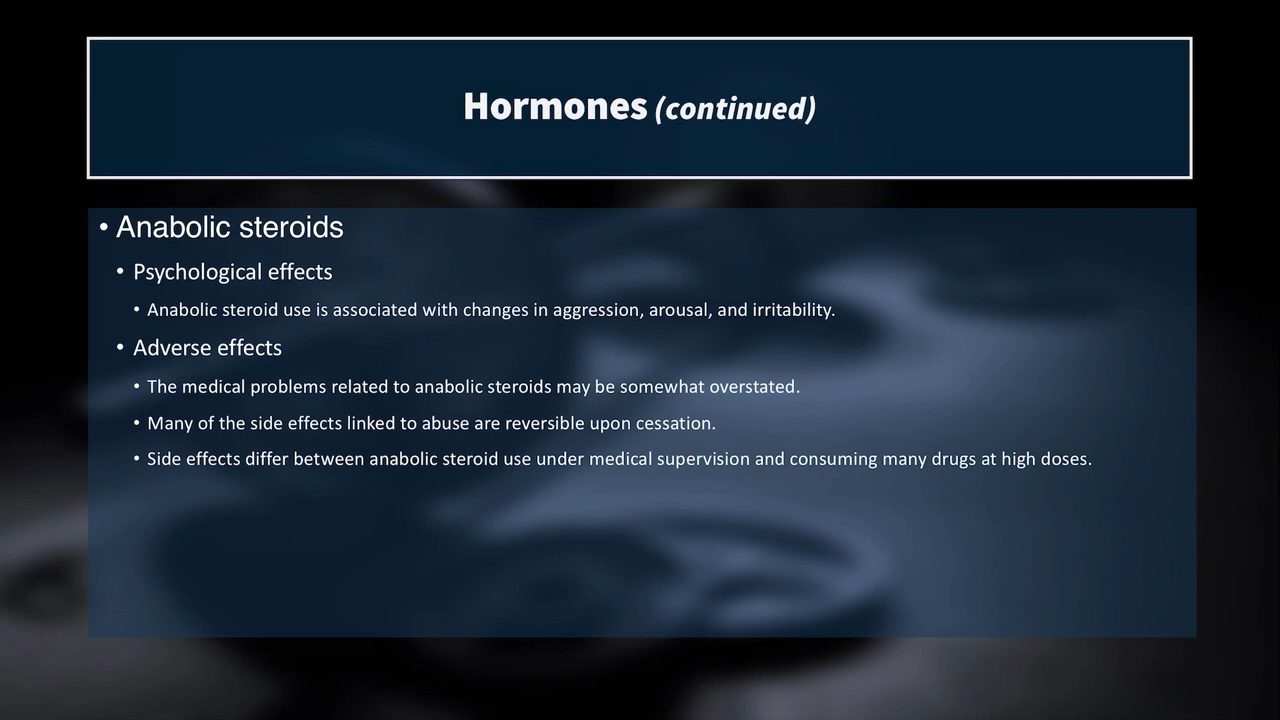 Hormones (continued)
• Anabolic steroids
• Psychological effects
• Anabolic steroid use is associated with changes in aggression, arousal, and irritability.
• Adverse effects
• The medical problems related to anabolic steroids may be somewhat overstated.
• Many of the side effects linked to abuse are reversible upon cessation.
• Side effects differ between anabolic steroid use under medical supervision and consuming many drugs at high doses.